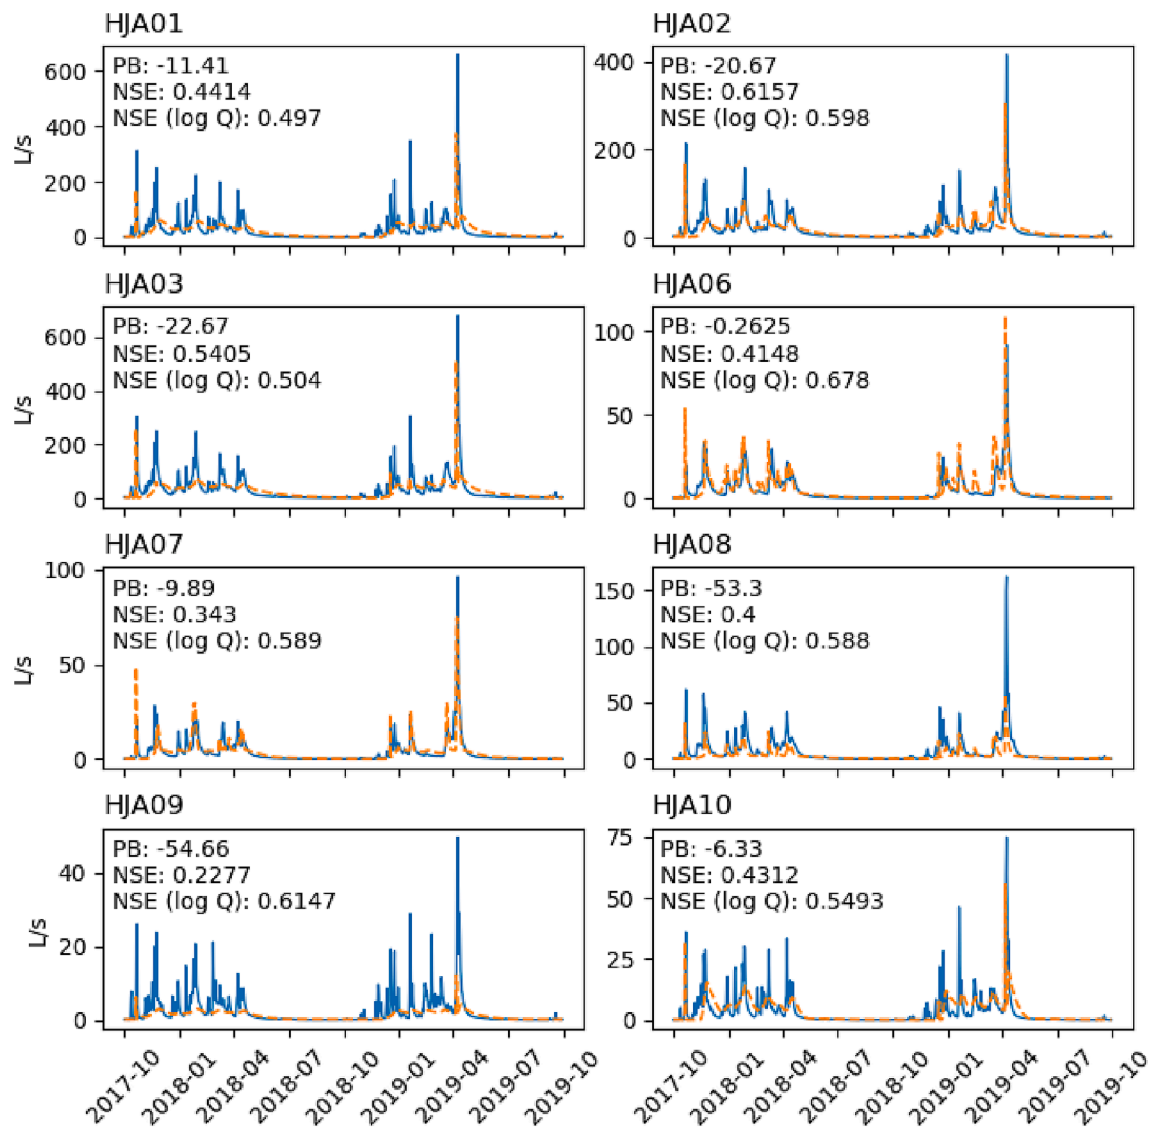 HJA01
PB: -11.41
NSE: 0.4414
NSE (log Q): 0.497
600
400
200
0
L/s
HJA02
PB: -20.67
NSE: 0.6157
NSE (log Q): 0.598
400
200
0
HJA03
PB: -22.67
NSE: 0.5405
NSE (log Q): 0.504
600
400
200
0
L/s
HJA06
PB: -0.2625
NSE: 0.4148
NSE (log Q): 0.678
100
50
0
HJA07
PB: -9.89
NSE: 0.343
NSE (log Q): 0.589
100
50
0
L/s
HJA08
PB: -53.3
NSE: 0.4
NSE (log Q): 0.588
150
100
50
0
HJA09
PB: -54.66
NSE: 0.2277
NSE (log Q): 0.6147
40
20
0
L/s
2017-10
2018-01
2018-04
2018-07
2018-10
2019-01
2019-04
2019-07
2019-10
HJA10
PB: -6.33
NSE: 0.4312
NSE (log Q): 0.5493
75
50
25
0
2017-10
2018-01
2018-04
2018-07
2018-10
2019-01
2019-04
2019-07
2019-10